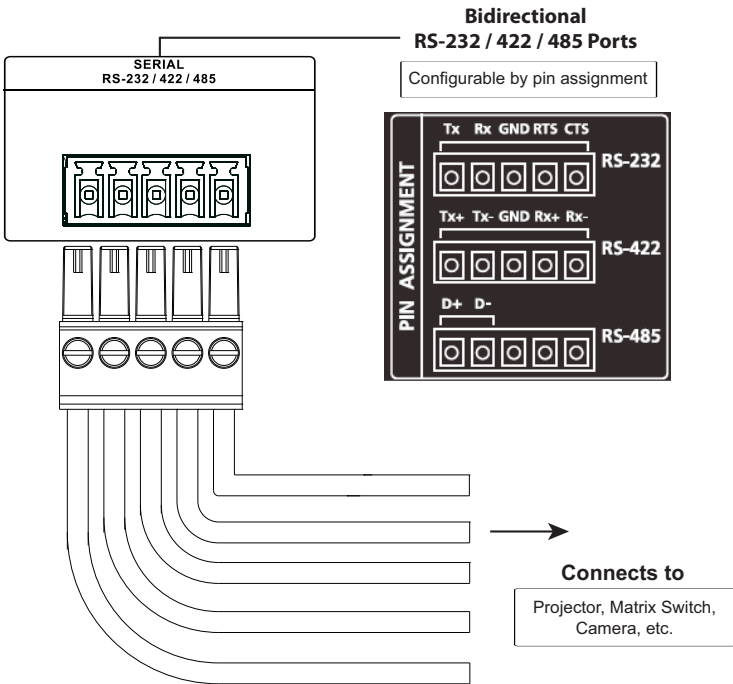 Bidirectional
RS-232 / 422 / 485 Ports
Configurable by pin assignment
SERIAL
RS-232 / 422 / 485
PIN ASSIGNMENT
Tx Rx GND RTS CTS
RS-232
Tx+ Tx- GND Rx+ Rx-
RS-422
D+ D-
RS-485
Connects to
Projector, Matrix Switch,
Camera, etc.